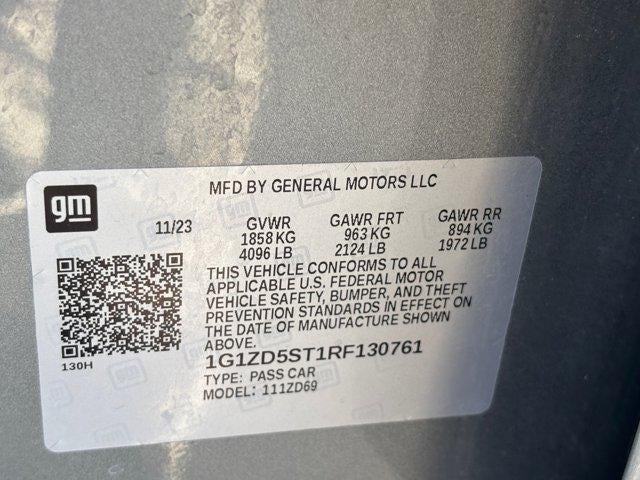 gm
MFD BY GENERAL MOTORS LLC
11/23 GVWR GAWR FRT GAWR RR
1858 KG 963 KG 894 KG
4096 LB 2124 LB 1972 LB
THIS VEHICLE CONFORMS TO ALL
APPLICABLE U.S. FEDERAL MOTOR
VEHICLE SAFETY, BUMPER, AND THEFT
PREVENTION STANDARDS IN EFFECT ON
THE DATE OF MANUFACTURE SHOWN
ABOVE.
130H
1G1ZD5ST1RF130761
TYPE: PASS CAR
MODEL: 111ZD69